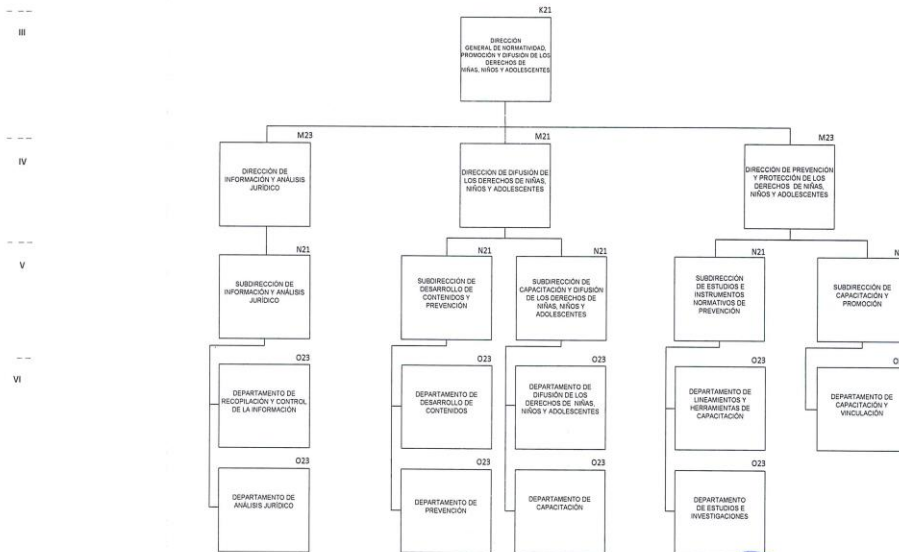 K21
III
DIRECCIÓN
GENERAL DE NORMATIVIDAD,
PROMOCIÓN Y DIFUSIÓN DE LOS
DERECHOS DE
NIÑAS, NIÑOS Y ADOLESCENTES
M23
M21
M23
IV
DIRECCIÓN DE
INFORMACIÓN Y ANÁLISIS
JURÍDICO
DIRECCIÓN DE DIFUSIÓN DE
LOS DERECHOS DE NIÑAS,
NIÑOS Y ADOLESCENTES
DIRECCIÓN DE PREVENCIÓN
Y PROTECCIÓN DE LOS
DERECHOS DE NIÑAS,
NIÑOS Y ADOLESCENTES
N21
N21
N21
N21
V
SUBDIRECCIÓN DE
INFORMACIÓN Y ANÁLISIS
JURÍDICO
SUBDIRECCIÓN DE
DESARROLLO DE
CONTENIDOS Y
PREVENCIÓN
SUBDIRECCIÓN DE
CAPACITACIÓN Y DIFUSIÓN
DE LOS DERECHOS DE
NIÑAS, NIÑOS Y
ADOLESCENTES
SUBDIRECCIÓN
DE ESTUDIOS E
INSTRUMENTOS
NORMATIVOS DE
PREVENCIÓN
SUBDIRECCIÓN DE
CAPACITACIÓN Y
PROMOCIÓN
O23
O23
O23
O23
VI
DEPARTAMENTO DE
RECOPILACIÓN Y CONTROL
DE LA INFORMACIÓN
DEPARTAMENTO DE
DESARROLLO DE
CONTENIDOS
DEPARTAMENTO DE
DIFUSIÓN DE LOS
DERECHOS DE NIÑAS,
NIÑOS Y ADOLESCENTES
DEPARTAMENTO DE
LINEAMIENTOS Y
HERRAMIENTAS DE
CAPACITACIÓN
DEPARTAMENTO DE
CAPACITACIÓN Y
VINCULACIÓN
O23
O23
O23
O23
DEPARTAMENTO DE
ANÁLISIS JURÍDICO
DEPARTAMENTO DE
PREVENCIÓN
DEPARTAMENTO DE
CAPACITACIÓN
DEPARTAMENTO
DE ESTUDIOS E
INVESTIGACIONES